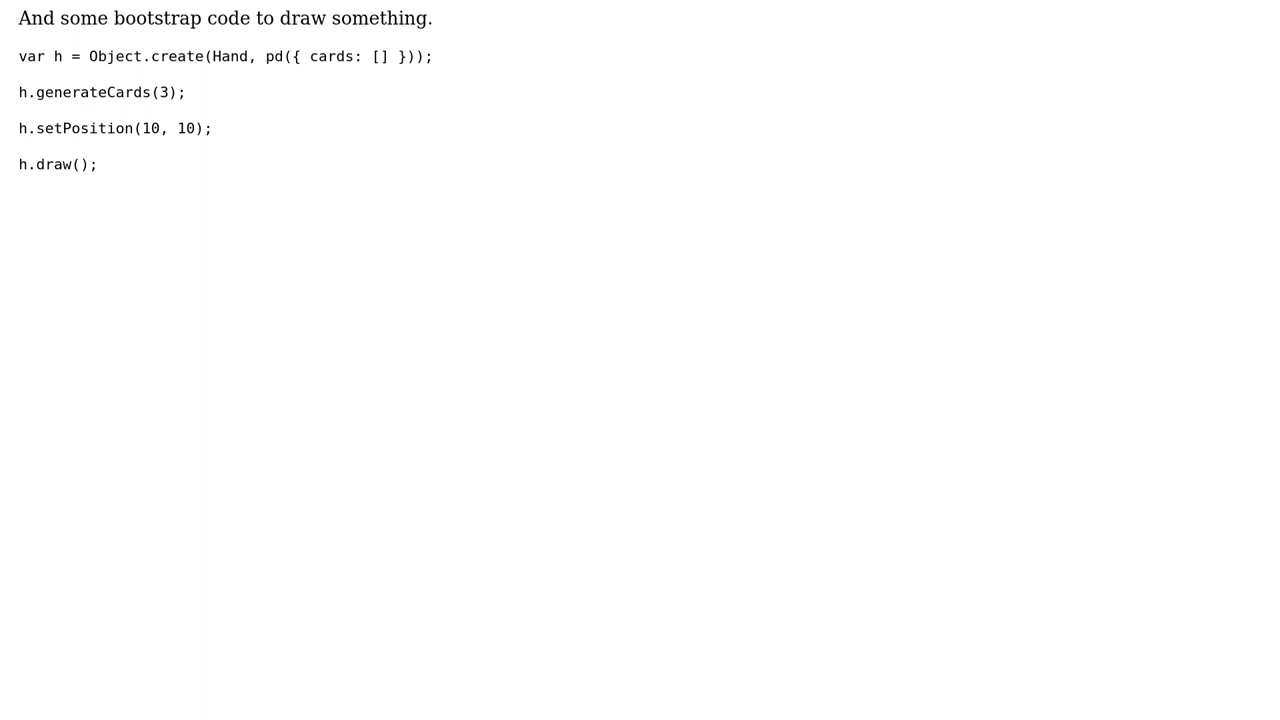 And some bootstrap code to draw something.
var h = Object.create(Hand, pd({ cards: [] }));
h.generateCards(3);
h.setPosition(10, 10);
h.draw();